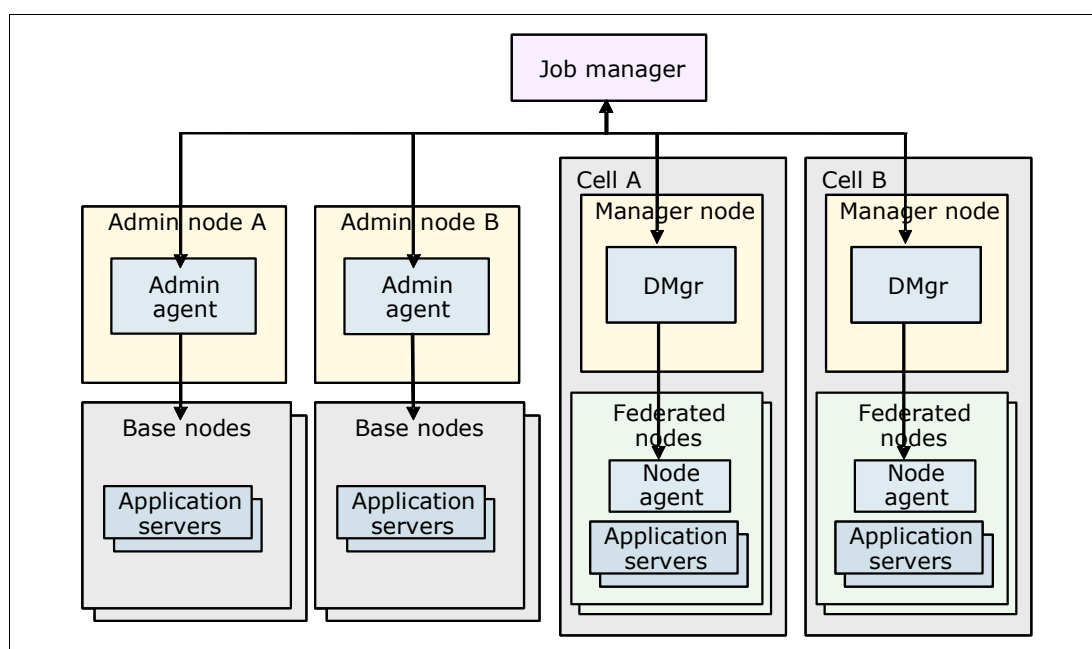 Job manager
Admin node A
Admin
agent
Base nodes
Application
servers
Admin node B
Admin
agent
Base nodes
Application
servers
Cell A
Manager node
DMgr
Federated
nodes
Node
agent
Application
servers
Cell B
Manager node
DMgr
Federated
nodes
Node
agent
Application
servers